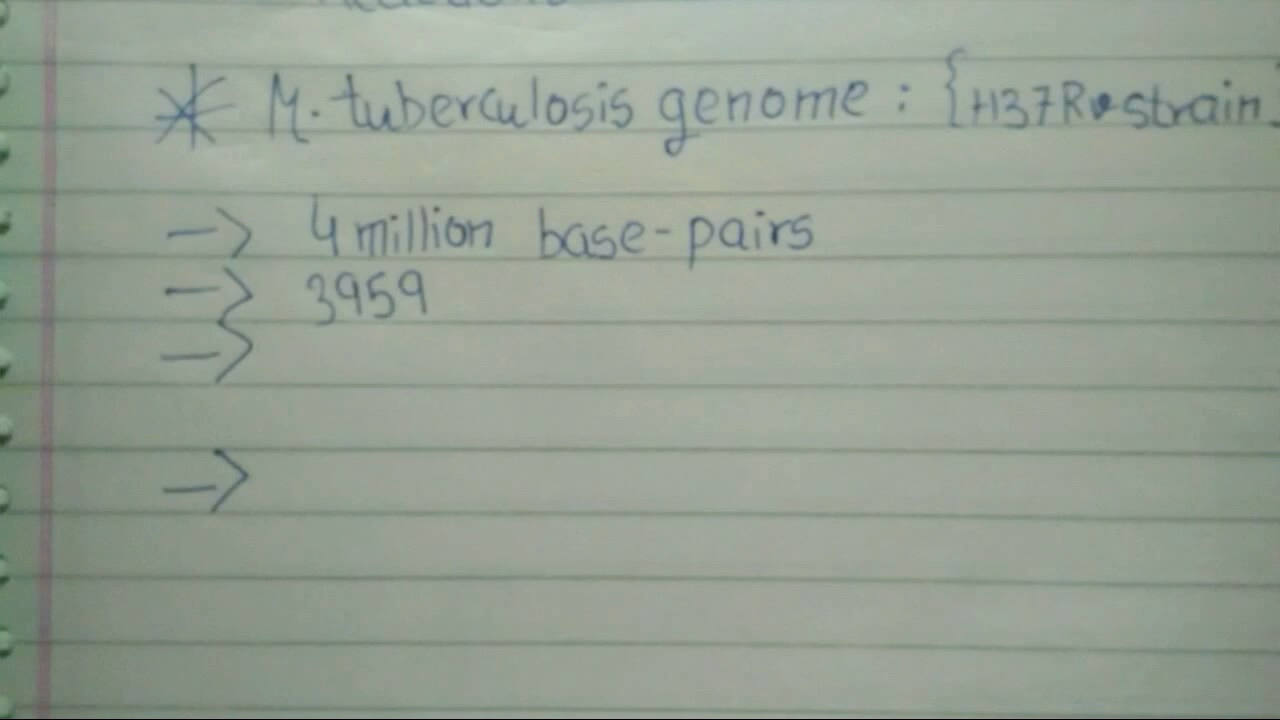 * M. tuberculosis genome : {H37Rv strain
-> 4 million base-pairs
-> 3959
->
->